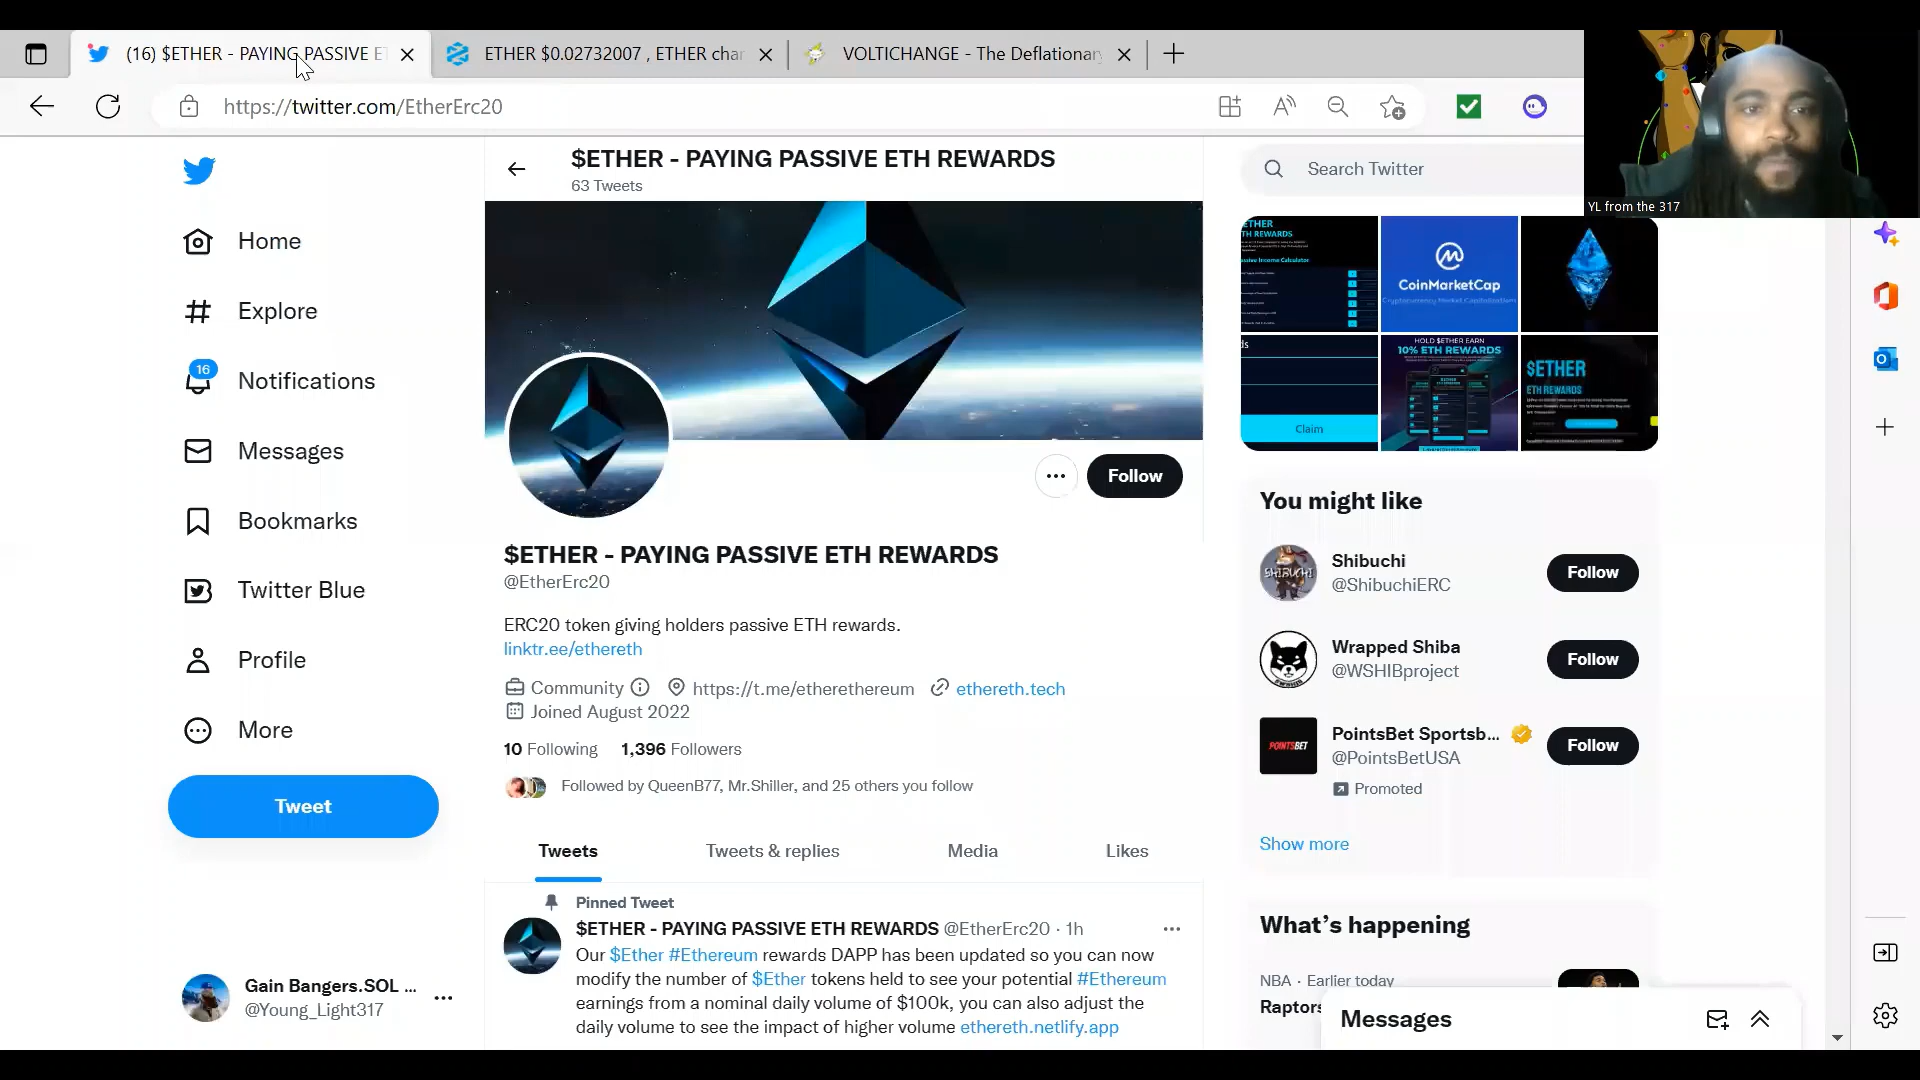 (16) $ETHER - PAYING PASSIVE ET
ETHER $0.02732007 , ETHER char
VOLTICHANGE - The Deflationary
https://twitter.com/EtherErc20
YL from the 317
Home
Explore
16
Notifications
Messages
Bookmarks
Twitter Blue
Profile
More
Tweet
Gain Bangers.SOL ...
@Young_Light317
$ETHER - PAYING PASSIVE ETH REWARDS
63 Tweets
Follow
$ETHER - PAYING PASSIVE ETH REWARDS
@EtherErc20
ERC20 token giving holders passive ETH rewards.
linktr.ee/ethereth
Community
https://t.me/etherethereum
ethereth.tech
Joined August 2022
10 Following 1,396 Followers
Followed by QueenB77, Mr.Shiller, and 25 others you follow
Tweets
Tweets & replies
Media
Likes
Pinned Tweet
$ETHER - PAYING PASSIVE ETH REWARDS @EtherErc20 · 1h
Our $Ether #Ethereum rewards DAPP has been updated so you can now
modify the number of $Ether tokens held to see your potential #Ethereum
earnings from a nominal daily volume of $100k, you can also adjust the
daily volume to see the impact of higher volume ethereth.netlify.app
Search Twitter
ETHER
TH REWARDS
CoinMarketCap
Claim
HOLD $ETHER EARN
10% ETH REWARDS
$ETHER
ETH REWARDS
You might like
Shibuchi
@ShibuchiERC
Follow
SHIBUCHI
Wrapped Shiba
@WSHIBproject
Follow
POINTSBET
PointsBet Sportsb...
@PointsBetUSA
Promoted
Follow
Show more
What's happening
NBA · Earlier today
Raptors
Messages